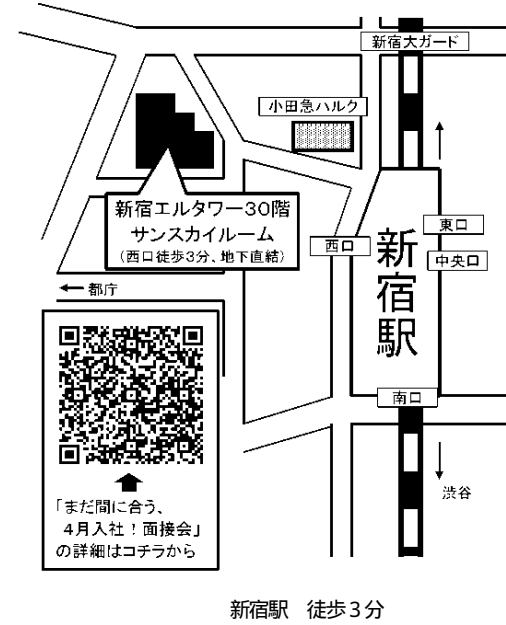 新宿大ガード
小田急ハルク
新宿エルタワー30階
サンスカイルーム
(西口徒歩3分、地下直結)
西口
新宿駅
東口
中央口
←都庁
南口
渋谷
「まだ間に合う、
4月入社!面接会」
の詳細はコチラから
新宿駅 徒歩3分